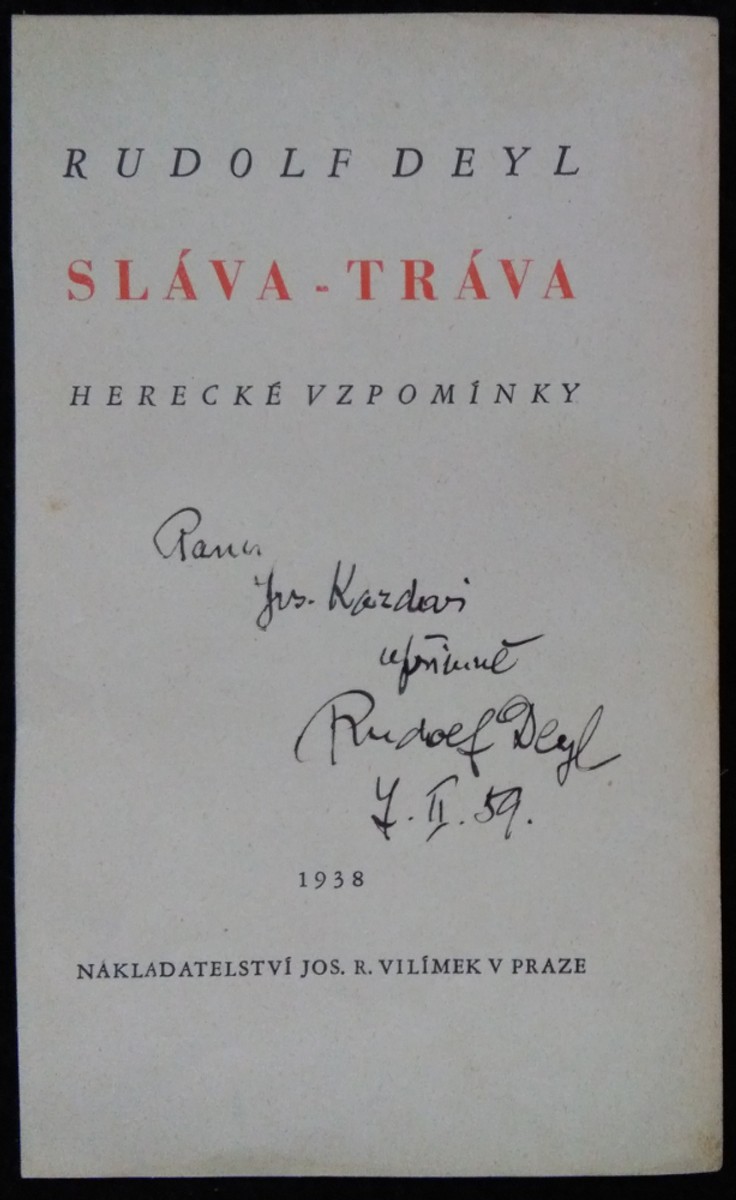 RUDOLF DEYL
SLÁVA - TRÁVA
HERECKÉ VZPOMÍNKY
Panu
Jos. Kazdovi
upřímně
Rudolf Deyl
7. II. 59.
1938
NAKLADATELSTVÍ JOS. R. VILÍMEK V PRAZE